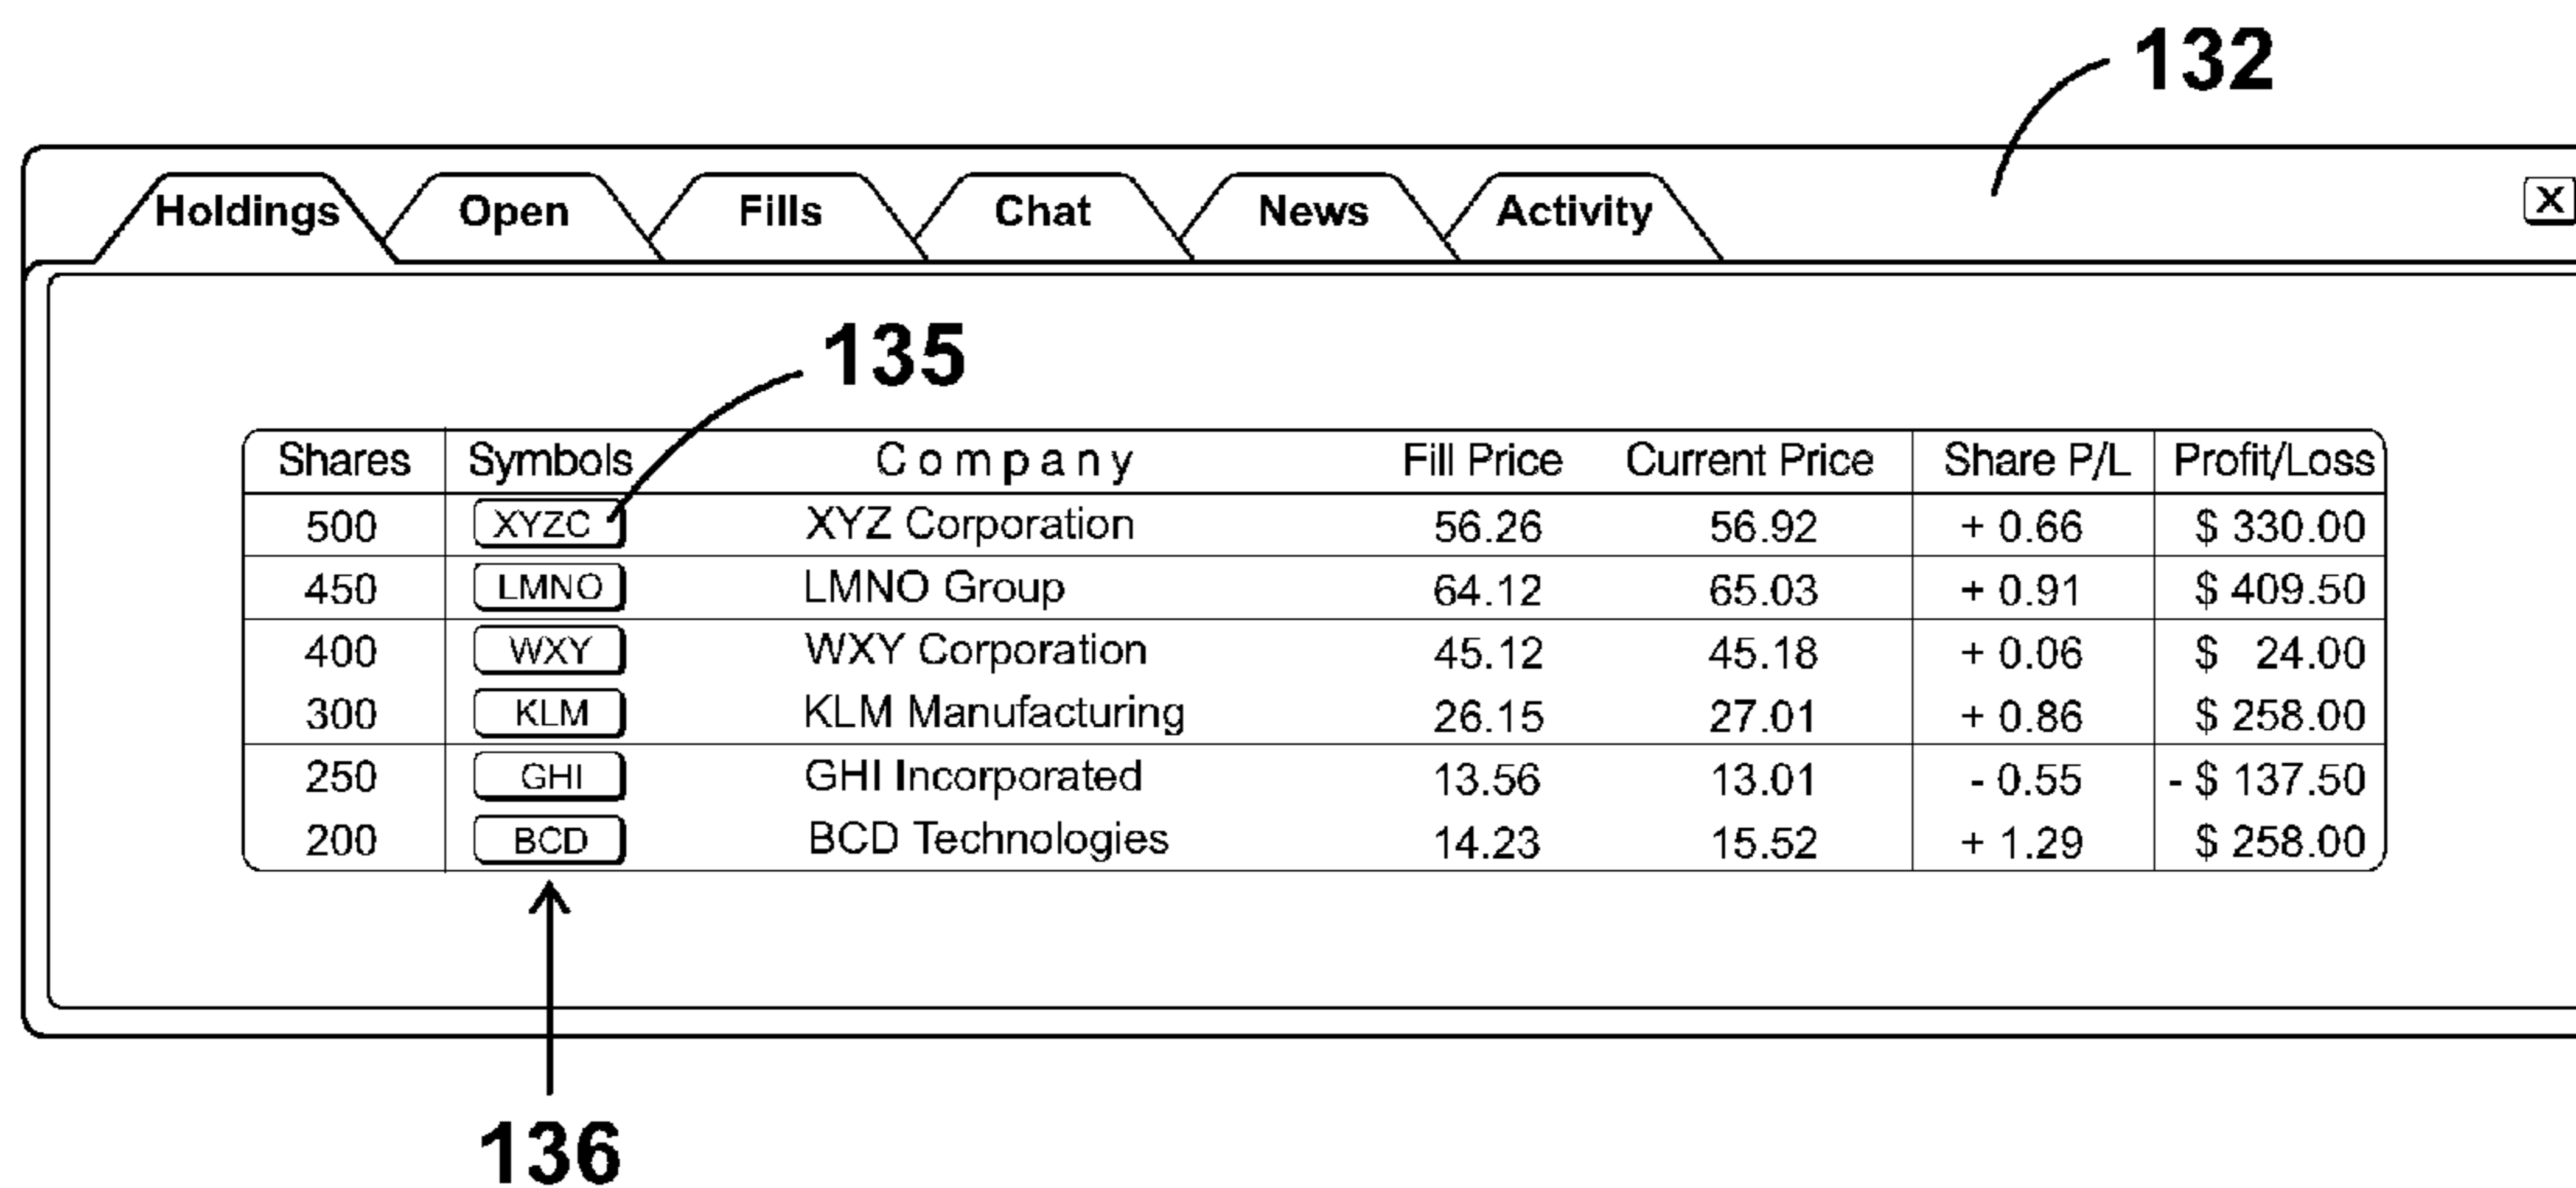 132
Holdings Open Fills Chat News Activity X
135
Shares Symbols Company Fill Price Current Price Share P/L Profit/Loss
500 XYZC XYZ Corporation 56.26 56.92 + 0.66 $ 330.00
450 LMNO LMNO Group 64.12 65.03 + 0.91 $ 409.50
400 WXY WXY Corporation 45.12 45.18 + 0.06 $ 24.00
300 KLM KLM Manufacturing 26.15 27.01 + 0.86 $ 258.00
250 GHI GHI Incorporated 13.56 13.01 - 0.55 - $ 137.50
200 BCD BCD Technologies 14.23 15.52 + 1.29 $ 258.00
136